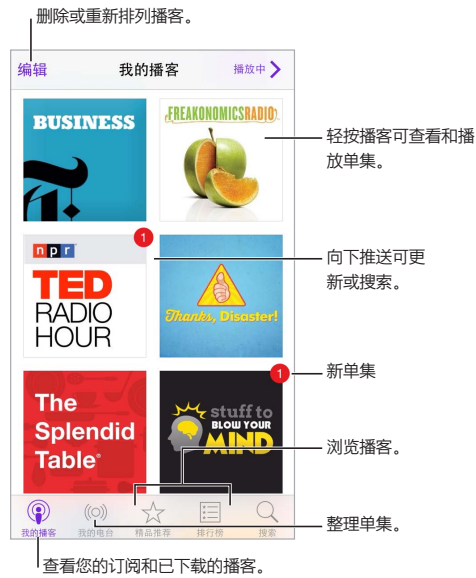 删除或重新排列播客。
编辑
我的播客
播放中
BUSINESS
FREAKONOMICSRADIO
轻按播客可查看和播
放单集。
npr
1
TED
RADIO
HOUR
Thanks, Disaster!
向下推送可更
新或搜索。
1
新单集
The
Splendid
Table®
stuff to
BLOW YOUR
MIND
浏览播客。
我的播客
我的电台
精品推荐
排行榜
搜索
整理单集。
查看您的订阅和已下载的播客。